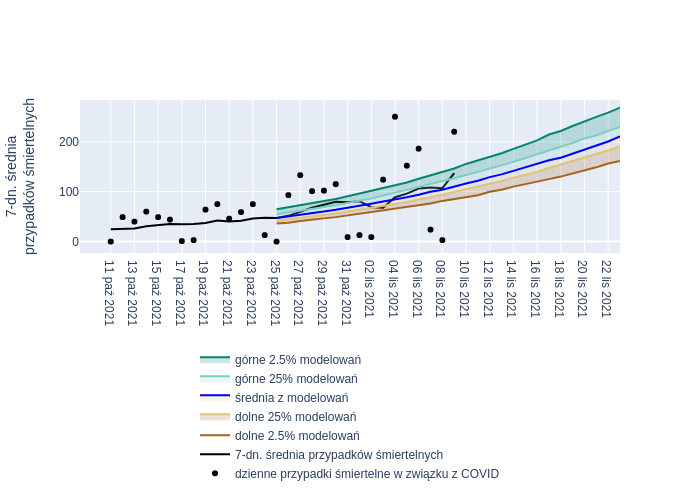 7-dn. średnia
przypadków śmiertelnych
200
100
0
11 paź 2021
13 paź 2021
15 paź 2021
17 paź 2021
19 paź 2021
21 paź 2021
23 paź 2021
25 paź 2021
27 paź 2021
29 paź 2021
31 paź 2021
02 lis 2021
04 lis 2021
06 lis 2021
08 lis 2021
10 lis 2021
12 lis 2021
14 lis 2021
16 lis 2021
18 lis 2021
20 lis 2021
22 lis 2021
górne 2.5% modelowań
górne 25% modelowań
średnia z modelowań
dolne 25% modelowań
dolne 2.5% modelowań
7-dn. średnia przypadków śmiertelnych
dzienne przypadki śmiertelne w związku z COVID